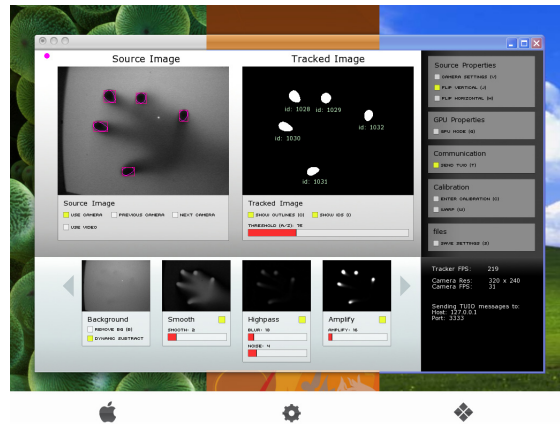 Source Image
Tracked Image
id: 1028
id: 1029
id: 1032
id: 1030
id: 1031
Source Image
USE CAMERA
PREVIOUS CAMERA
NEXT CAMERA
USE VIDEO
Tracked Image
SHOW OUTLINES (O)
SHOW IDS (I)
THRESHOLD (A/Z): 75
Background
REMOVE BG (B)
DYNAMIC SUBTRACT
Smooth
SMOOTH: 2
Highpass
BLUR: 18
NOISE: 4
Amplify
AMPLIFY: 16
Source Properties
CAMERA SETTINGS (V)
FLIP VERTICAL (J)
FLIP HORIZONTAL (H)
GPU Properties
GPU MODE (G)
Communication
SEND TUIO (T)
Calibration
ENTER CALIBRATION (C)
WARP (W)
files
SAVE SETTINGS (S)
Tracker FPS: 219
Camera Res: 320 x 240
Camera FPS: 31
Sending TUIO messages to:
Host: 127.0.0.1
Port: 3333